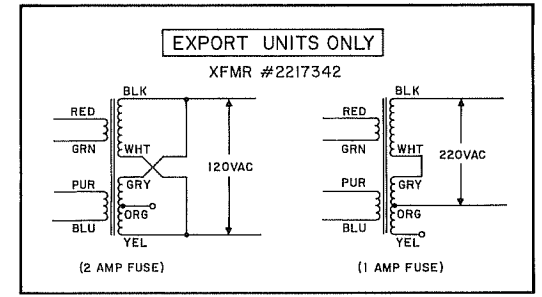 EXPORT UNITS ONLY
XFMR #2217342
BLK
RED
GRN
WHT
120VAC
GRY
PUR
ORG
BLU
YEL
(2 AMP FUSE)
BLK
RED
GRN
WHT
220VAC
GRY
PUR
ORG
BLU
YEL
(1 AMP FUSE)